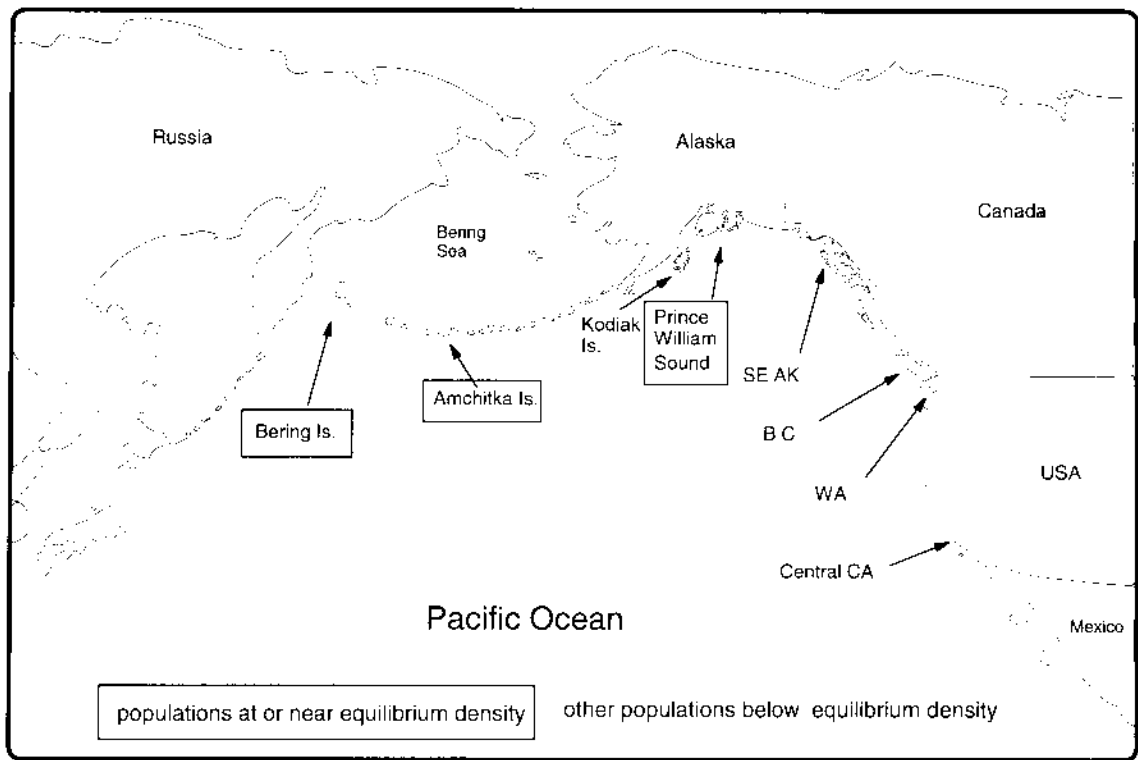 Russia
Alaska
Canada
Bering
Sea
Kodiak
Is.
Prince
William
Sound
SE AK
Amchitka Is.
Bering Is.
B C
WA
USA
Central CA
Pacific Ocean
Mexico
populations at or near equilibrium density
other populations below equilibrium density